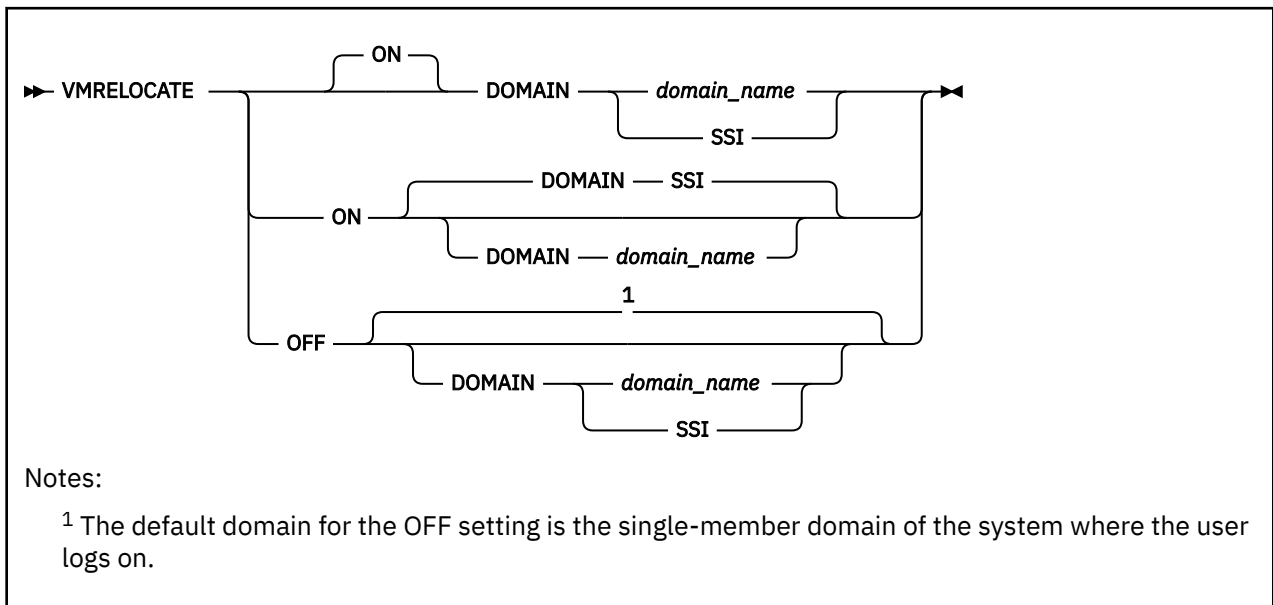 ON
VMRELOCATE DOMAIN domain_name
SSI
DOMAIN SSI
ON
DOMAIN domain_name
1
OFF
DOMAIN domain_name
SSI
Notes:
1 The default domain for the OFF setting is the single-member domain of the system where the user
logs on.